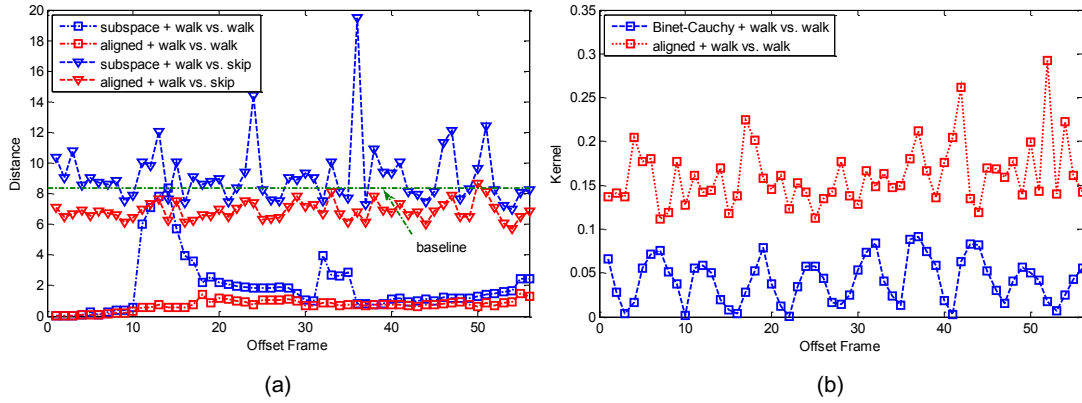 20
18
16
14
12
10
8
6
4
2
0
Distance
subspace + walk vs. walk
aligned + walk vs. walk
subspace + walk vs. skip
aligned + walk vs. skip
baseline
0 10 20 30 40 50
Offset Frame
(a)
0.35
0.3
0.25
0.2
0.15
0.1
0.05
0
Kernel
Binet-Cauchy + walk vs. walk
aligned + walk vs. walk
0 10 20 30 40 50
Offset Frame
(b)